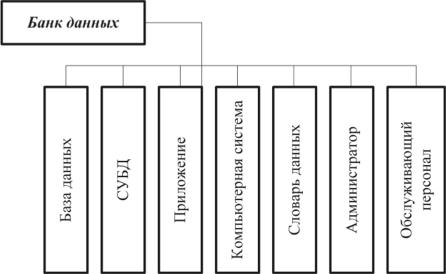 Банк данных
База данных
СУБД
Приложение
Компьютерная система
Словарь данных
Администратор
Обслуживающий
персонал